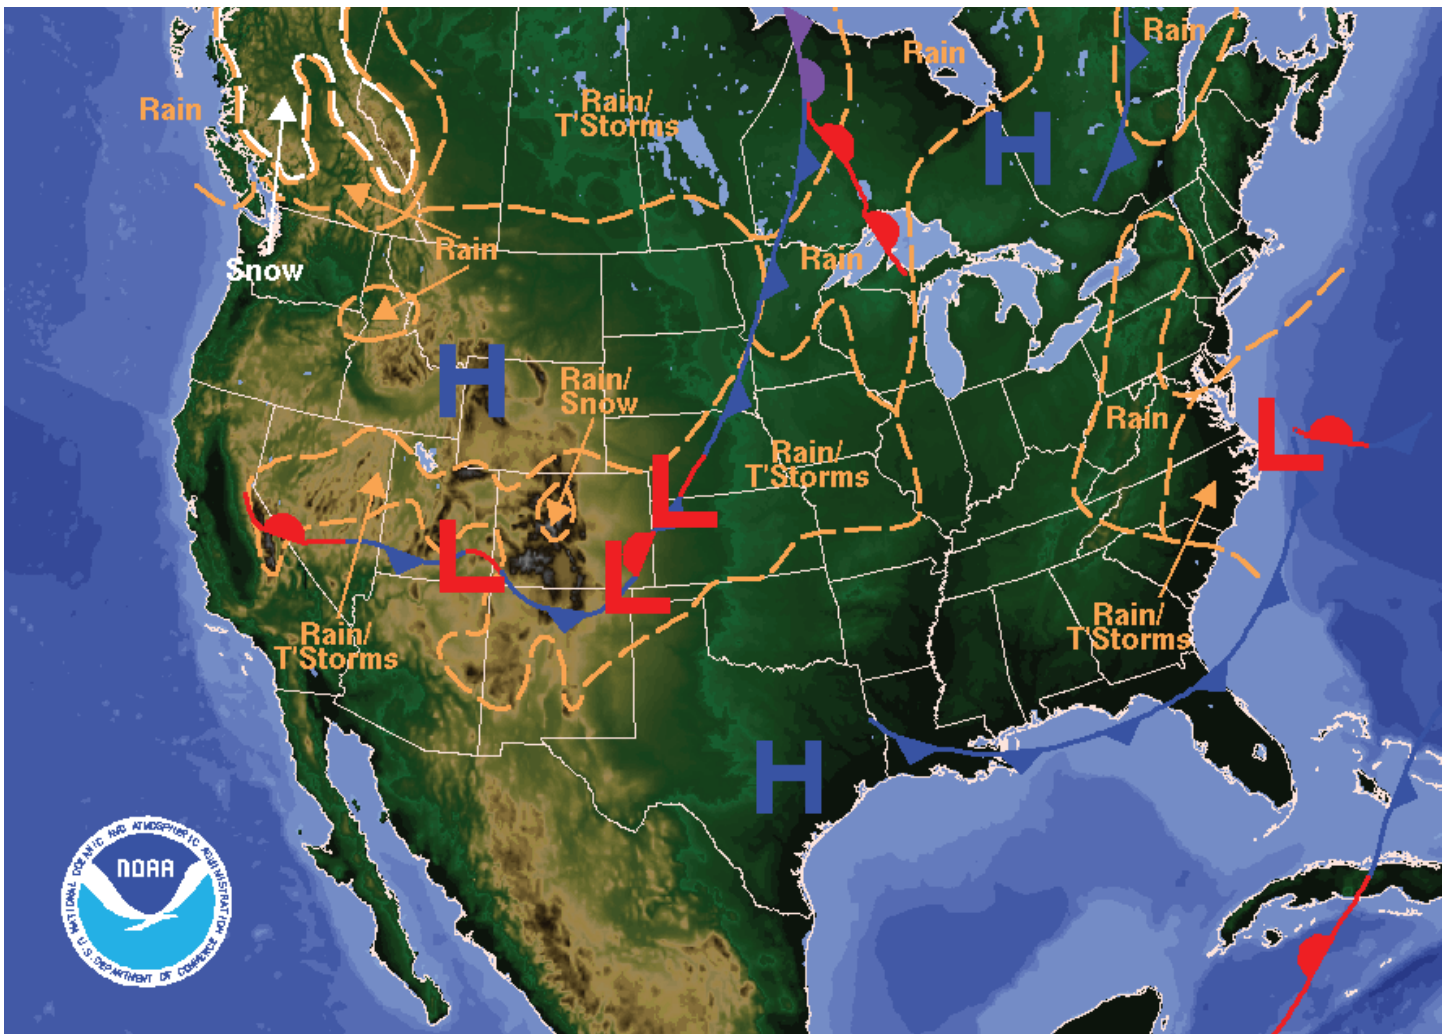 Rain
Rain
Rain
Rain/
T'Storms
H
Rain
Snow
Rain
H
Rain/
Snow
Rain
Rain/
T'Storms
L
L
L
L
Rain/
T'Storms
Rain/
T'Storms
H
NATIONAL OCEANIC AND ATMOSPHERIC ADMINISTRATION
NOAA
U.S. DEPARTMENT OF COMMERCE